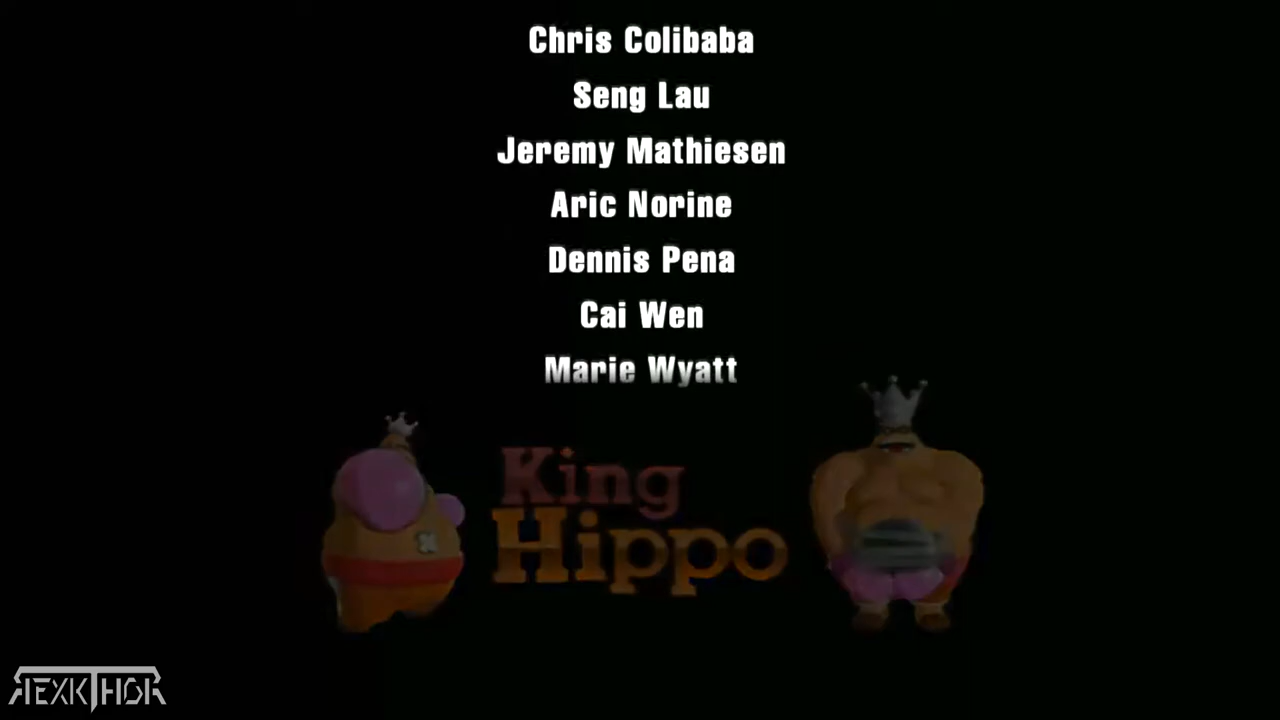 Chris Colibaba
Seng Lau
Jeremy Mathiesen
Aric Norine
Dennis Pena
Cai Wen
Marie Wyatt
King
Hippo